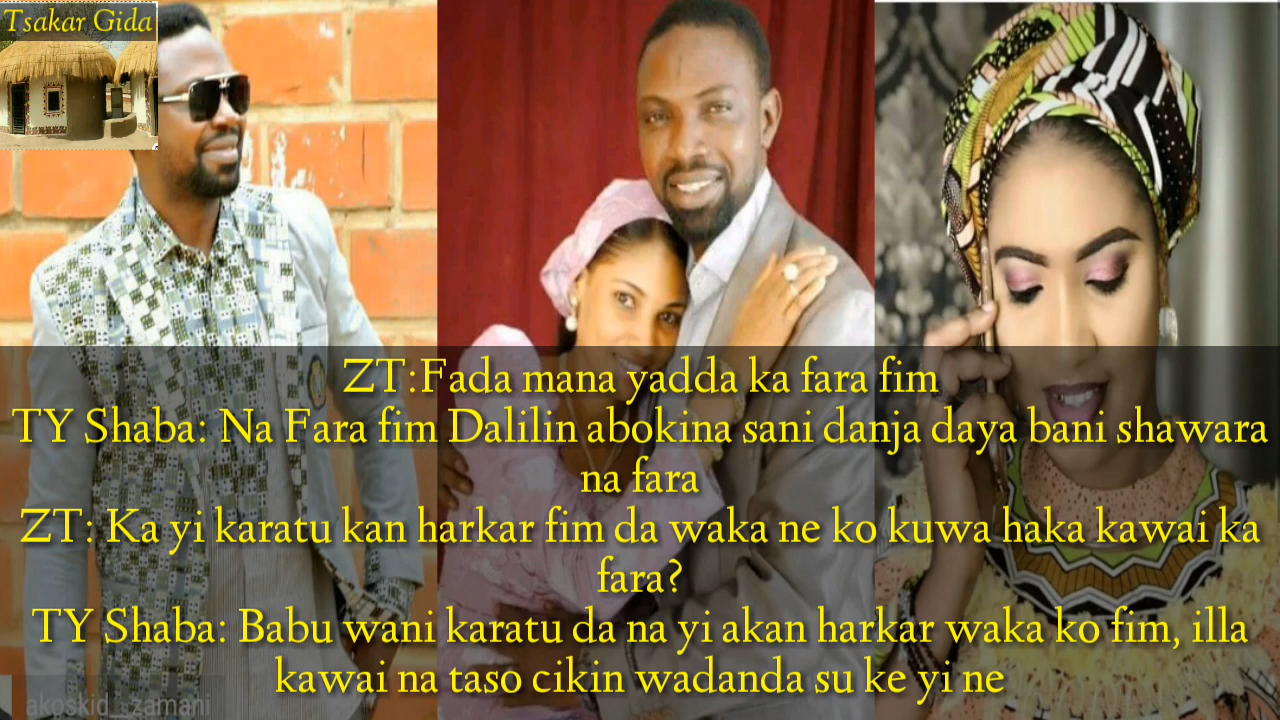 Tsakar Gida
ZT:Fada mana yadda ka fara fim
TY Shaba: Na Fara fim Dalilin abokina sani danja daya bani shawara
na fara
ZT: Ka yi karatu kan harkar fim da waka ne ko kuwa haka kawai ka
fara?
TY Shaba: Babu wani karatu da na yi akan harkar waka ko fim, illa
kawai na taso cikin wadanda su ke yi ne
akoskid_zamani